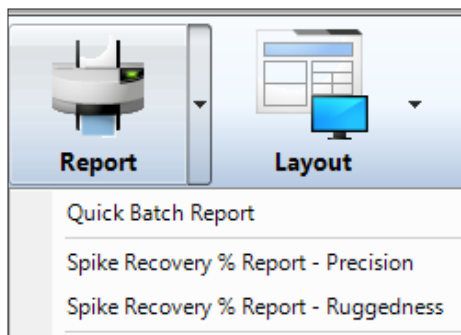 Report Layout
Quick Batch Report
Spike Recovery % Report - Precision
Spike Recovery % Report - Ruggedness